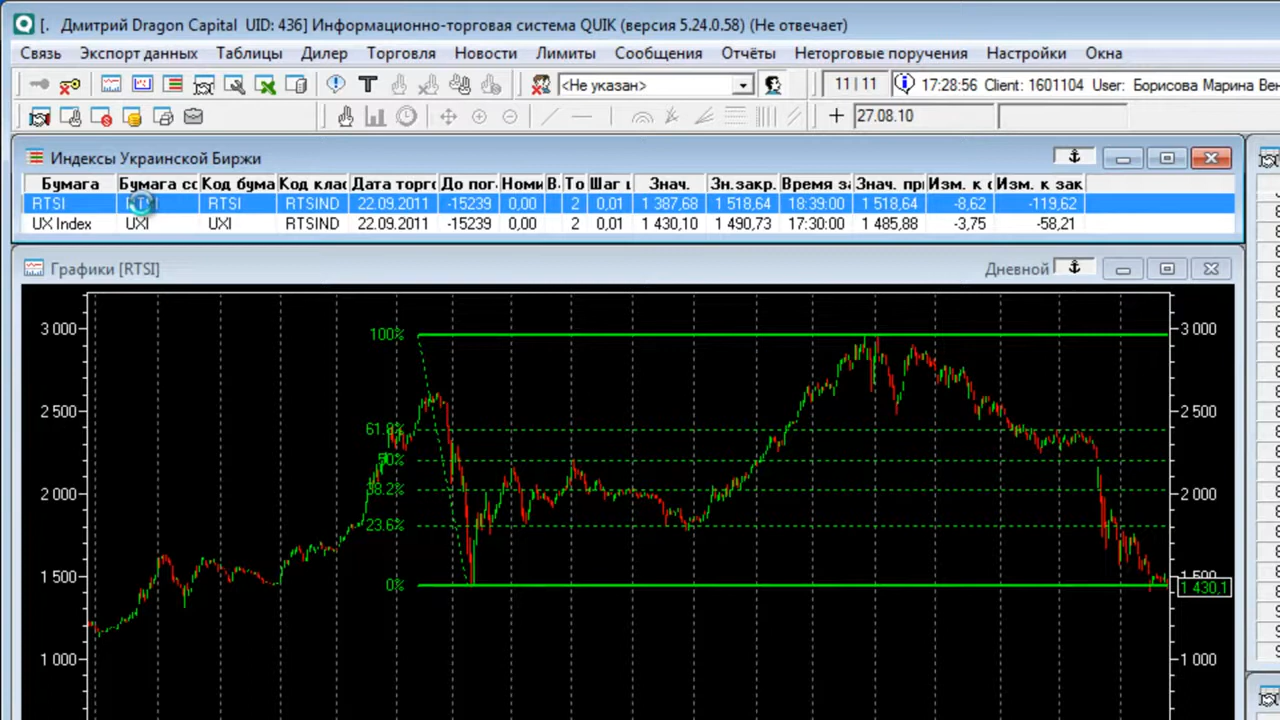 [. Дмитрий Dragon Capital UID: 436] Информационно-торговая система QUIK (версия 5.24.0.58) (Не отвечает)
Связь Экспорт данных Таблицы Дилер Торговля Новости Лимиты Сообщения Отчёты Неторговые поручения Настройки Окна
<Не указан> 11 | 11 17:28:56 Client: 1601104 User: Борисова Марина Вен
27.08.10
Индексы Украинской Биржи
Бумага Бумага сс Код бума Код клас Дата торго До пог Номи В. То Шаг ц Знач. Зн.закр. Время за Знач. пр Изм. к с Изм. к зак
RTSI RTSI RTSIND 22.09.2011 -15239 0,00 2 0,01 1 387,68 1 518,64 18:39:00 1 518,64 -8,62 -119,62
UX Index UXI UXI RTSIND 22.09.2011 -15239 0,00 2 0,01 1 430,10 1 490,73 17:30:00 1 485,88 -3,75 -58,21
Графики [RTSI] Дневной
3 000 100% 3 000
2 500 2 500
61.8%
50%
2 000 38.2% 2 000
23.6%
1 500 0% 1 500
1 430,1
1 000 1 000